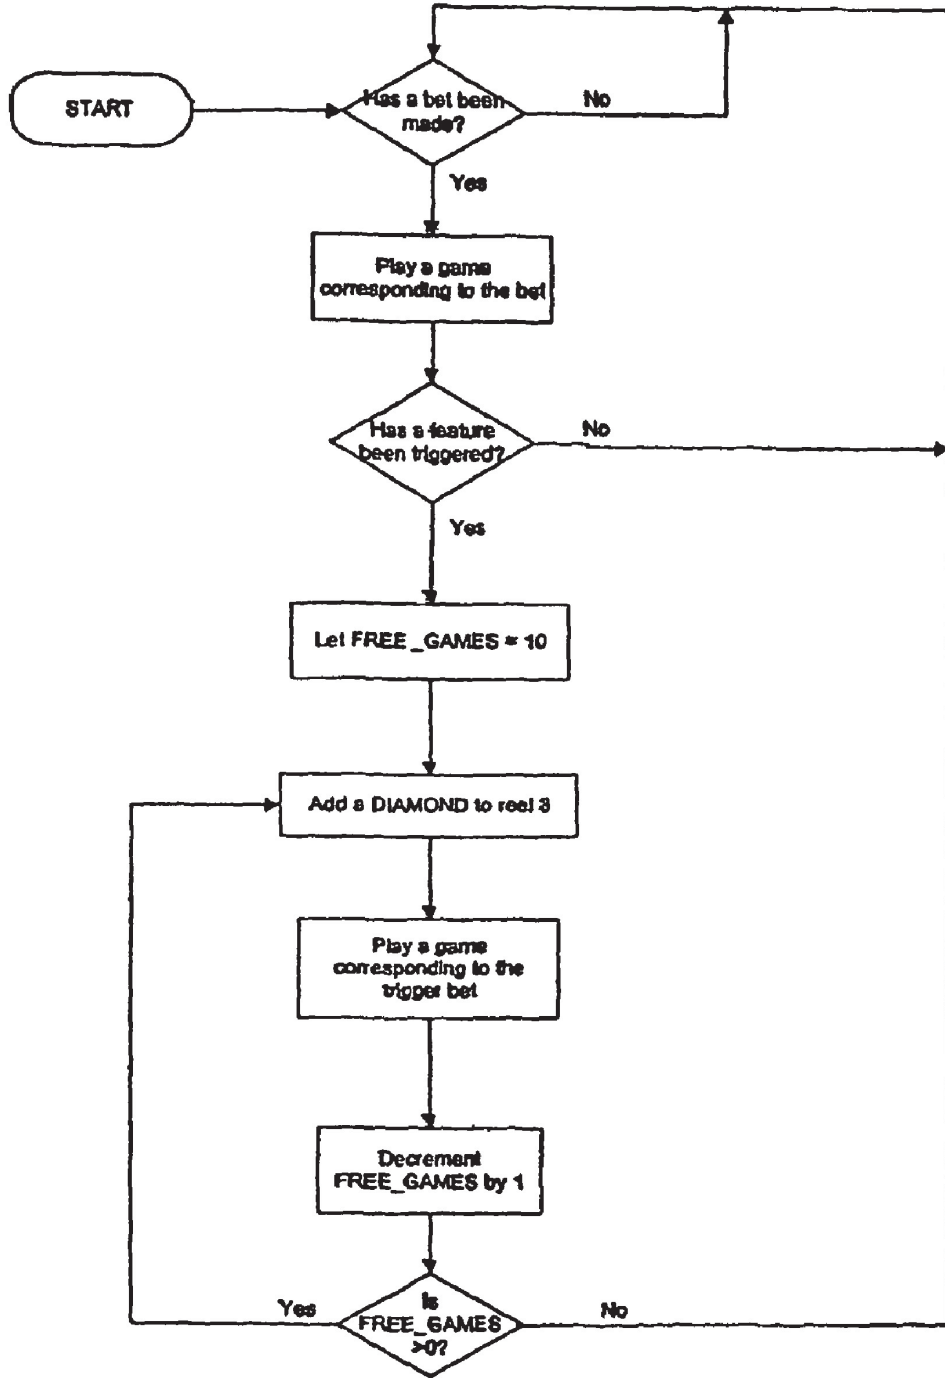 START
Has a bet been
made?
No
Yes
Play a game
corresponding to the bet
Has a feature
been triggered?
No
Yes
Let FREE_GAMES = 10
Add a DIAMOND to reel 3
Play a game
corresponding to the
trigger bet
Decrement
FREE_GAMES by 1
Is
FREE_GAMES
>0?
Yes
No